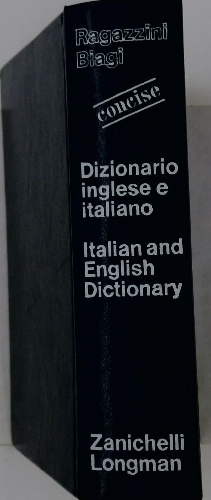 Ragazzini
Biagi
concise
Dizionario
inglese e
italiano
Italian and
English
Dictionary
Zanichelli
Longman